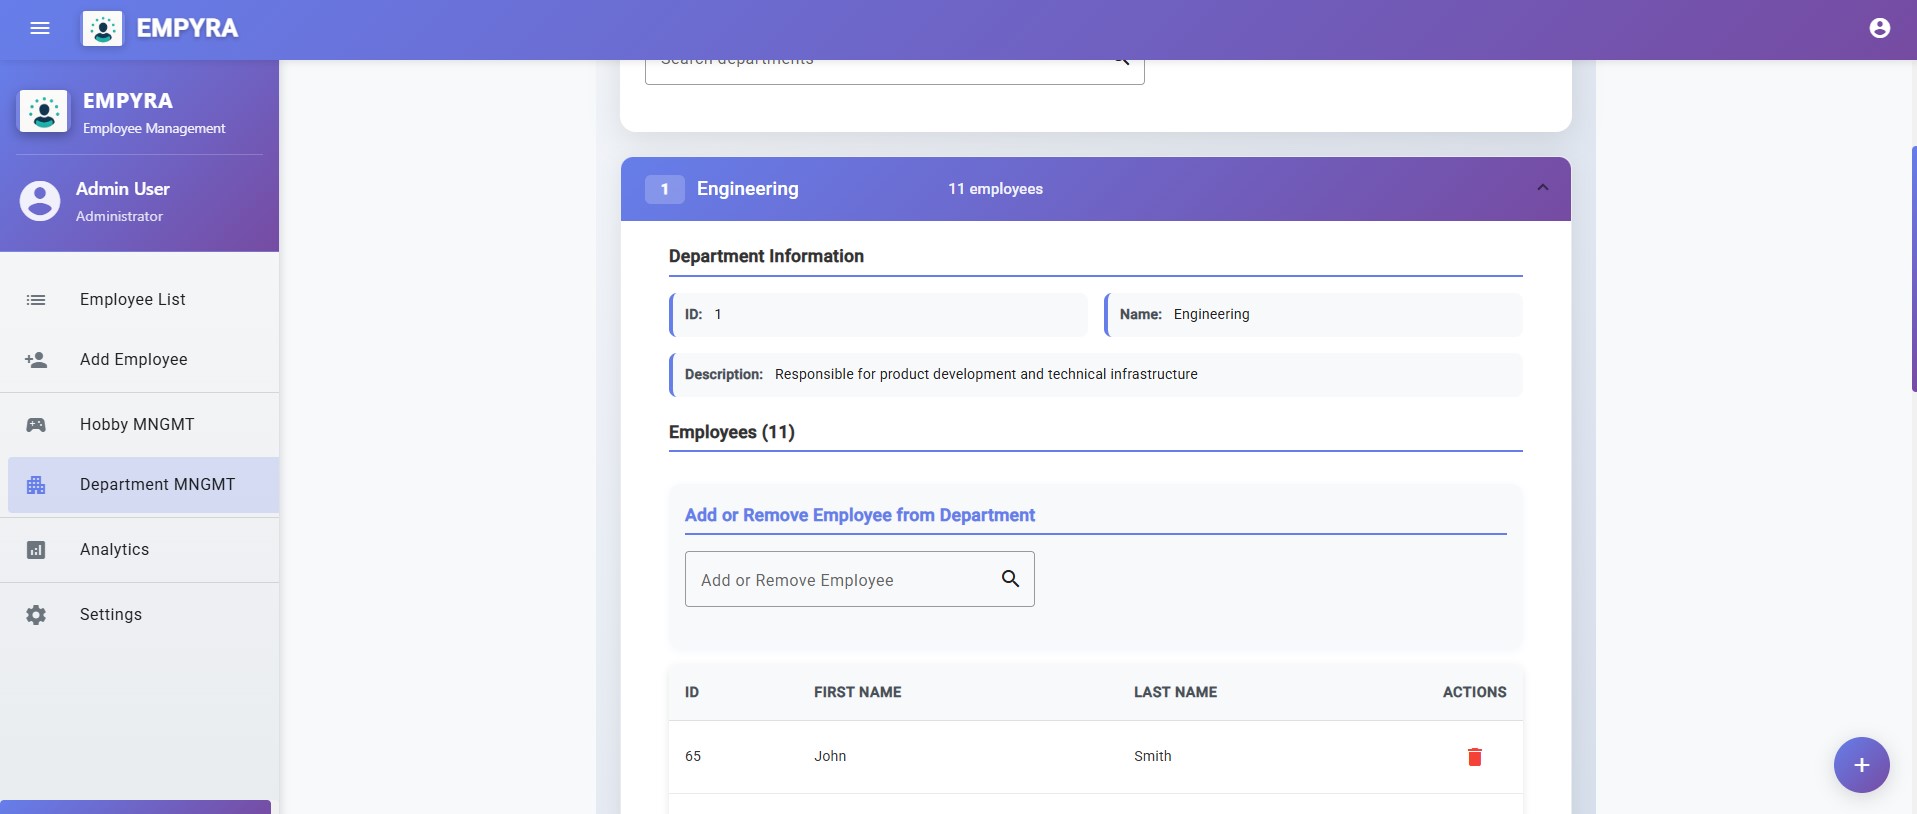 EMPYRA
EMPYRA
Employee Management
Admin User
Administrator
Employee List
Add Employee
Hobby MNGMT
Department MNGMT
Analytics
Settings
Search departments
1 Engineering 11 employees
Department Information
ID: 1 Name: Engineering
Description: Responsible for product development and technical infrastructure
Employees (11)
Add or Remove Employee from Department
Add or Remove Employee
ID FIRST NAME LAST NAME ACTIONS
65 John Smith